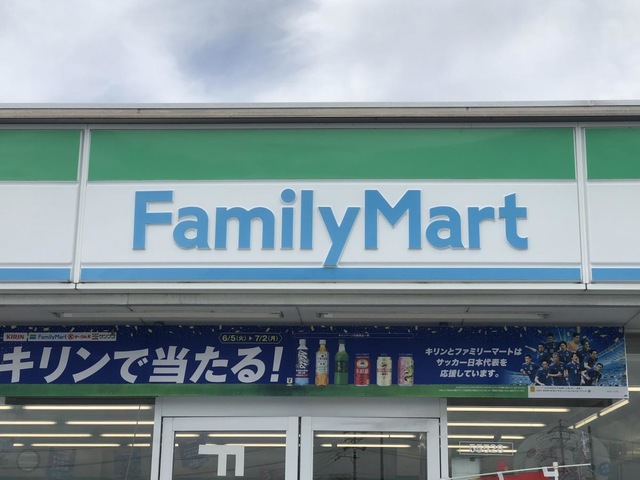 FamilyMart
KIRIN FamilyMart
6/5(火)▶7/2(月)
キリンで当たる!
キリンとファミリーマートは
サッカー日本代表を
応援しています。